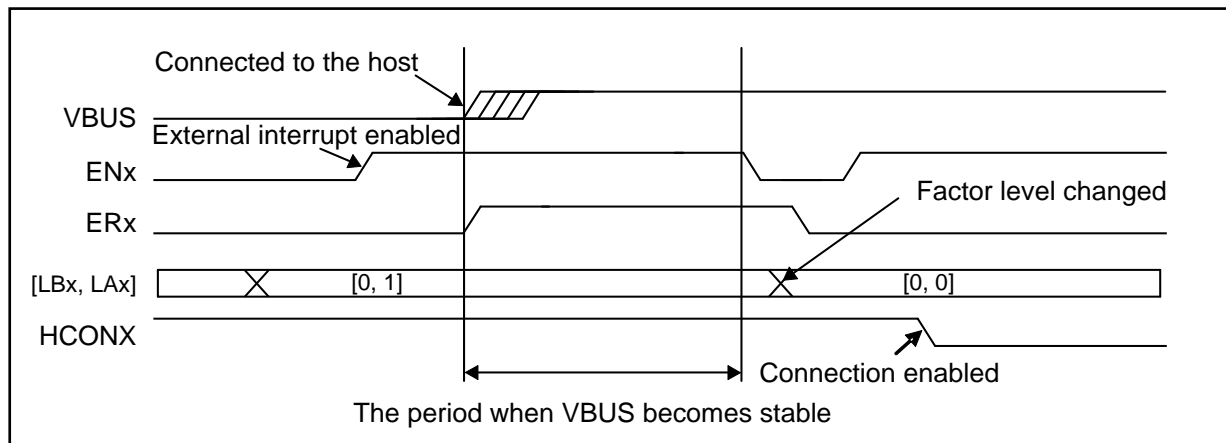 Connected to the host
VBUS
External interrupt enabled
ENx
Factor level changed
ERx
[LBx, LAx]
[0, 1]
[0, 0]
HCONX
Connection enabled
The period when VBUS becomes stable